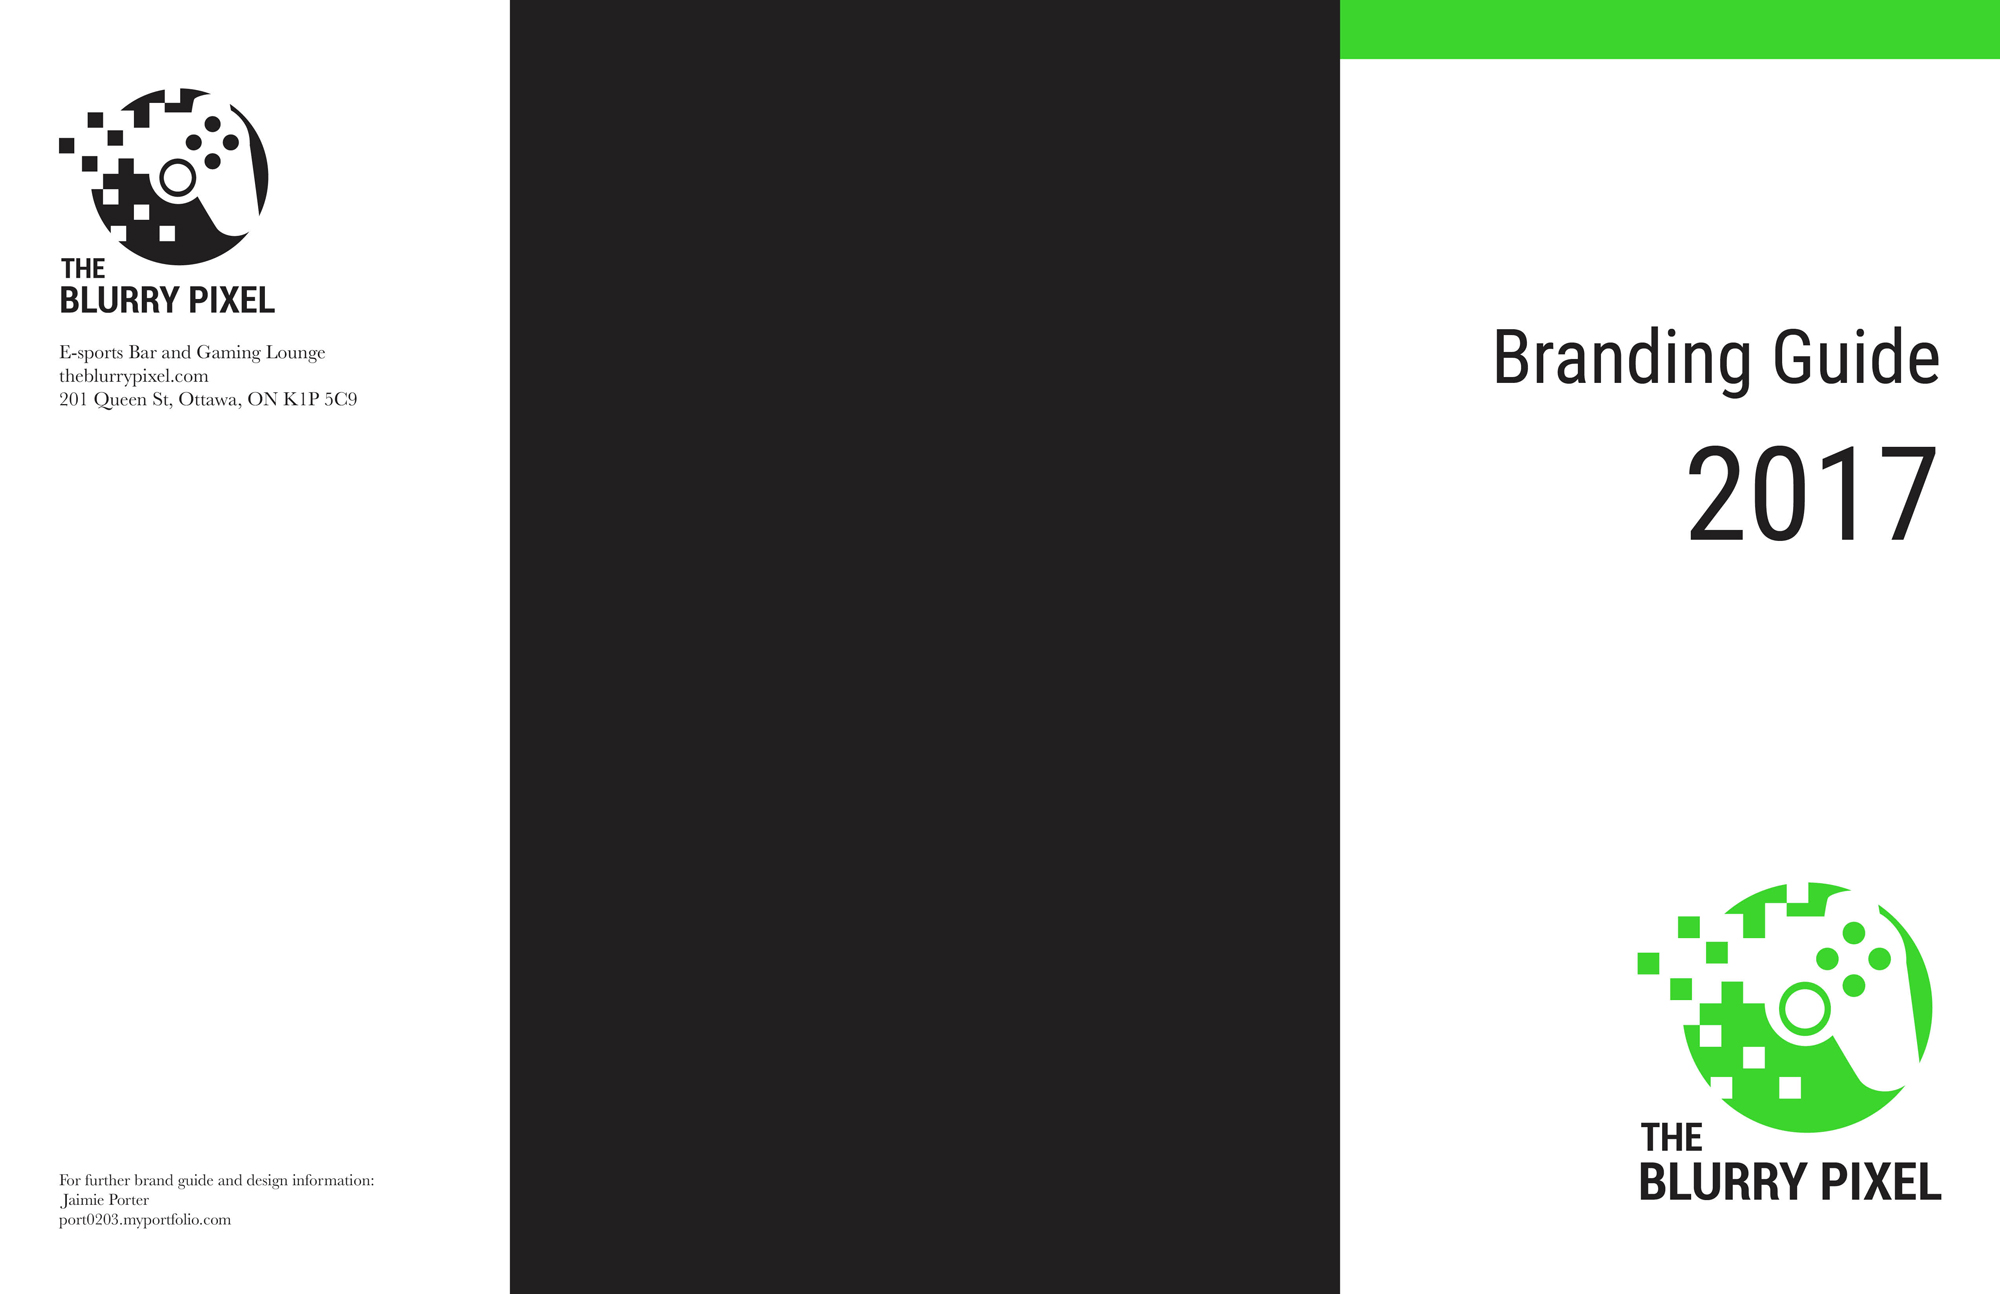 THE
BLURRY PIXEL
E-sports Bar and Gaming Lounge
theblurrypixel.com
201 Queen St, Ottawa, ON K1P 5C9
For further brand guide and design information:
Jaimie Porter
port0203.myportfolio.com
Branding Guide
2017
THE
BLURRY PIXEL